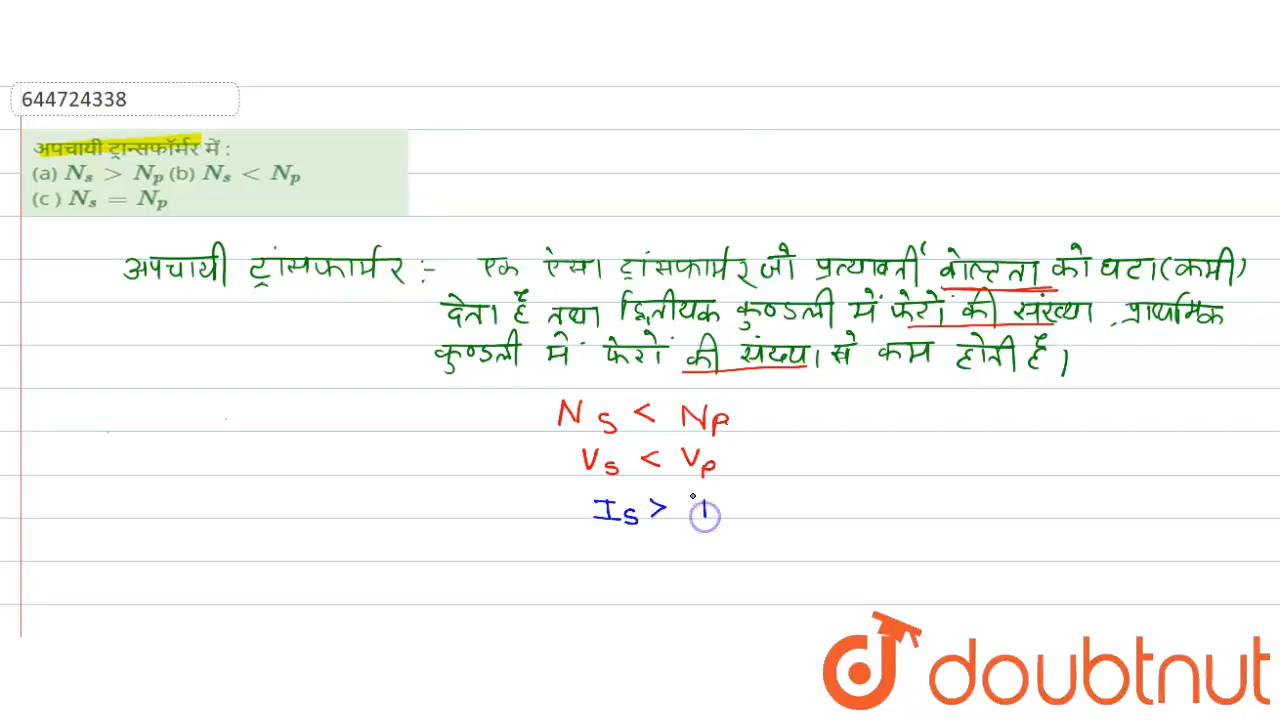 644724338
अपचायी ट्रान्सफॉर्मर में :
(a) Nₛ > Nₚ (b) Nₛ < Nₚ
(c ) Nₛ = Nₚ
अपचायी ट्रांसफार्मर :- एक ऐसा ट्रांसफार्मर जो प्रत्यावर्ती वोल्टता को घटा (कमी)
देता है तथा द्वितीयक कुण्डली में फेरों की संख्या , प्राथमिक
कुण्डली में फेरों की संख्या से कम होती है।
Nₛ < Nₚ
Vₛ < Vₚ
Iₛ > I
doubtnut